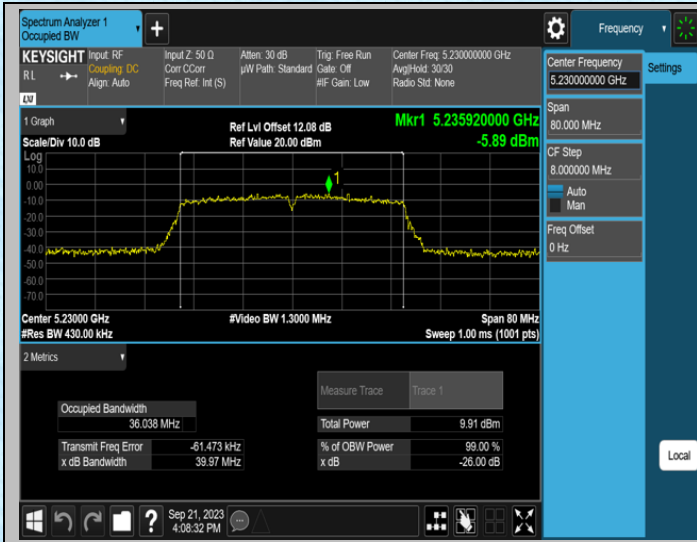 Spectrum Analyzer 1
Occupied BW
Frequency
KEYSIGHT
RL
LXI
Input: RF
Coupling: DC
Align: Auto
Input Z: 50 Ω
Corr CCorr
Freq Ref: Int (S)
Atten: 30 dB
µW Path: Standard
Trig: Free Run
Gate: Off
#IF Gain: Low
Center Freq: 5.230000000 GHz
Avg|Hold: 30/30
Radio Std: None
Center Frequency
5.230000000 GHz
Settings
Span
80.000 MHz
CF Step
8.000000 MHz
Auto
Man
Freq Offset
0 Hz
1 Graph
Scale/Div 10.0 dB
Ref Lvl Offset 12.08 dB
Ref Value 20.00 dBm
Mkr1 5.235920000 GHz
-5.89 dBm
Log
10.0
0.00
-10.0
-20.0
-30.0
-40.0
-50.0
-60.0
-70.0
1
Center 5.23000 GHz
#Video BW 1.3000 MHz
Span 80 MHz
#Res BW 430.00 kHz
Sweep 1.00 ms (1001 pts)
2 Metrics
Measure Trace Trace 1
Occupied Bandwidth
36.038 MHz
Total Power 9.91 dBm
Transmit Freq Error -61.473 kHz
% of OBW Power 99.00 %
x dB Bandwidth 39.97 MHz
x dB -26.00 dB
Local
?
Sep 21, 2023
4:08:32 PM